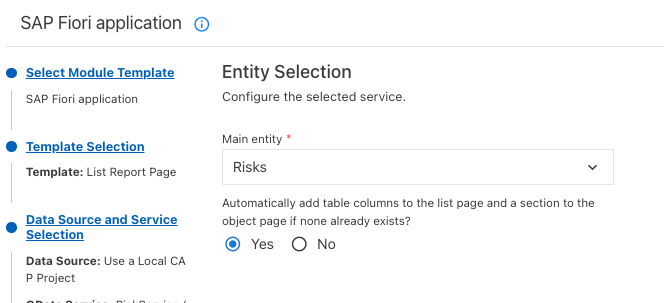 SAP Fiori application
Select Module Template
SAP Fiori application
Template Selection
Template: List Report Page
Data Source and Service
Selection
Data Source: Use a Local CA
P Project
Entity Selection
Configure the selected service.
Main entity *
Risks
Automatically add table columns to the list page and a section to the
object page if none already exists?
Yes No